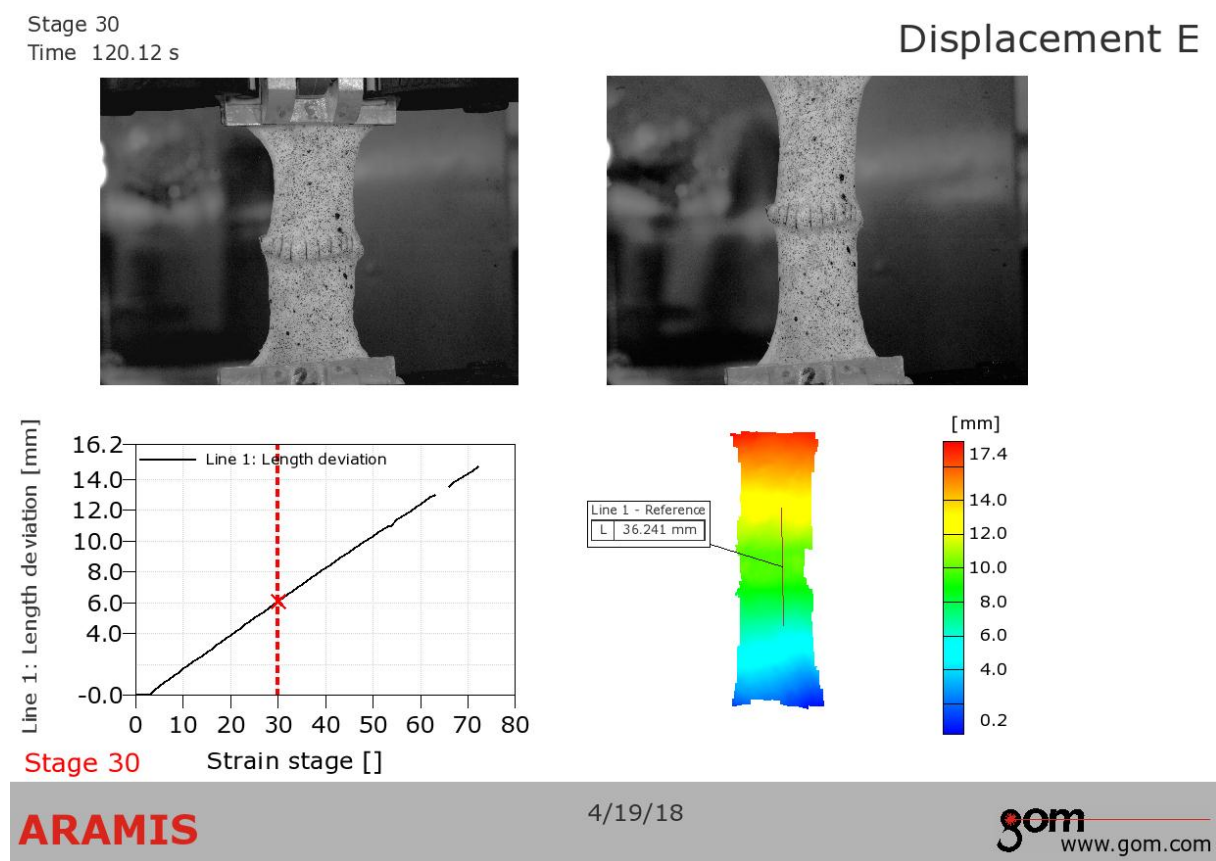 Stage 30
Time 120.12 s
Displacement E
Line 1: Length deviation [mm]
16.2
14.0
12.0
10.0
8.0
6.0
4.0
-0.0
Line 1: Length deviation
0 10 20 30 40 50 60 70 80
Strain stage []
Stage 30
Line 1 - Reference
L 36.241 mm
[mm]
17.4
14.0
12.0
10.0
8.0
6.0
4.0
0.2
ARAMIS
4/19/18
gom
www.gom.com